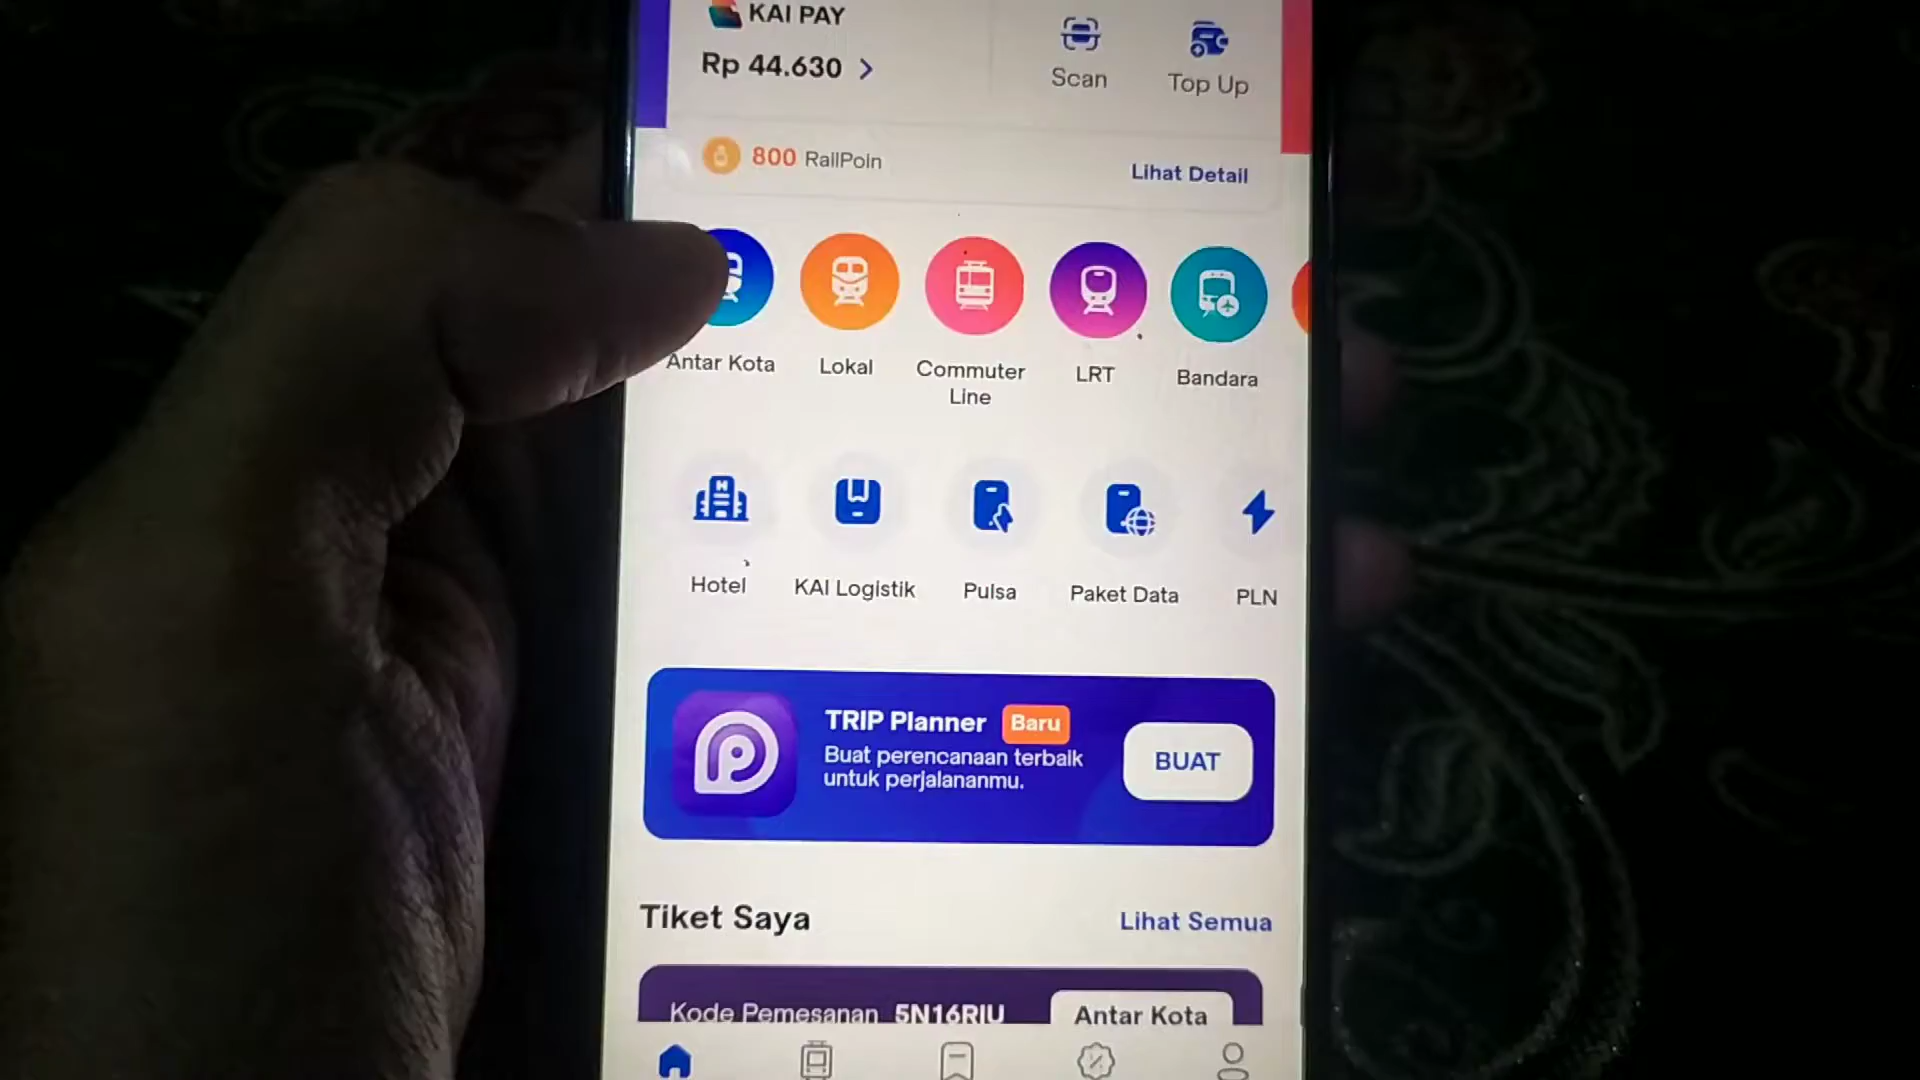 KAI PAY
Rp 44.630 >
Scan
Top Up
800 RailPoin
Lihat Detail
Antar Kota
Lokal
Commuter
Line
LRT
Bandara
H
Hotel
KAI Logistik
Pulsa
Paket Data
PLN
TRIP Planner Baru
Buat perencanaan terbaik
untuk perjalananmu.
BUAT
Tiket Saya
Lihat Semua
Kode Pemesanan 5N16RIU
Antar Kota